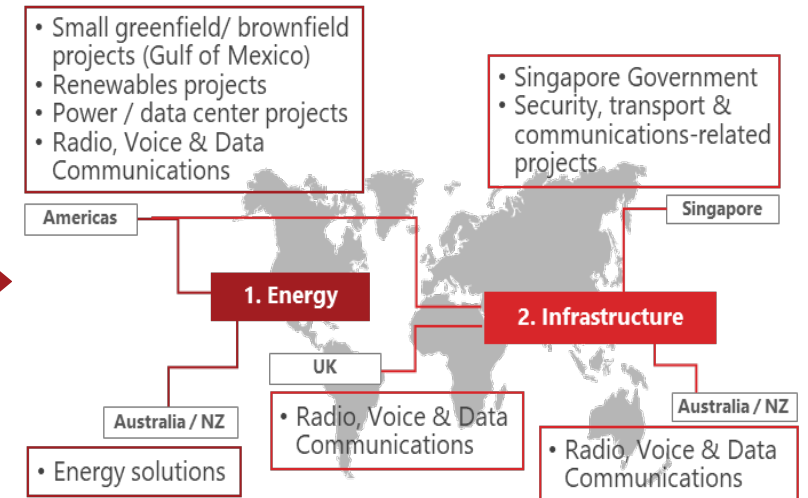 • Small greenfield/ brownfield
projects (Gulf of Mexico)
• Renewables projects
• Power / data center projects
• Radio, Voice & Data
Communications
• Singapore Government
• Security, transport &
communications-related
projects
Americas
Singapore
1. Energy
2. Infrastructure
UK
Australia / NZ
Australia / NZ
• Radio, Voice & Data
Communications
• Energy solutions
• Radio, Voice & Data
Communications